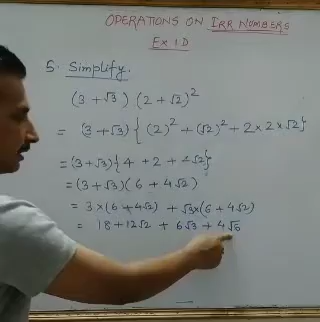 OPERATIONS ON IRR NUMBERS
Ex 1D
5. Simplify.
(3 + √3) (2 + √2)²
= (3 + √3) { (2)² + (√2)² + 2 × 2 × √2 }
= (3 + √3) { 4 + 2 + 4√2 }
= (3 + √3) (6 + 4√2)
= 3 × (6 + 4√2) + √3 × (6 + 4√2)
= 18 + 12√2 + 6√3 + 4√6